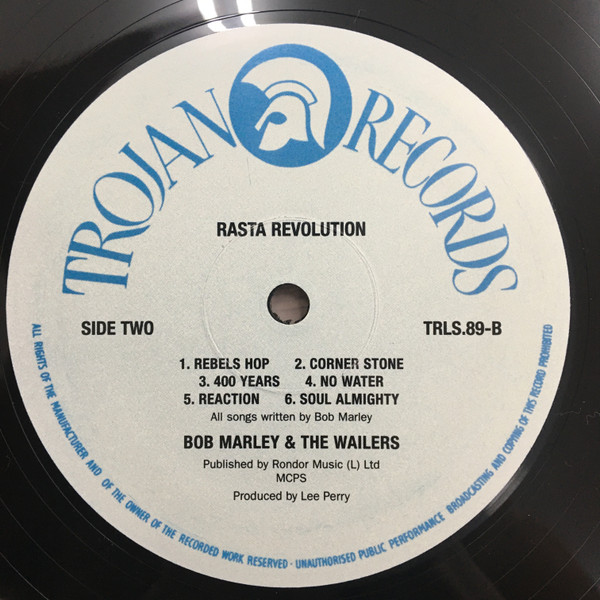 TROJAN RECORDS
RASTA REVOLUTION
SIDE TWO TRLS.89-B
1. REBELS HOP 2. CORNER STONE
3. 400 YEARS 4. NO WATER
5. REACTION 6. SOUL ALMIGHTY
All songs written by Bob Marley
BOB MARLEY & THE WAILERS
Published by Rondor Music (L) Ltd
MCPS
Produced by Lee Perry
ALL RIGHTS OF THE MANUFACTURER AND OF THE OWNER OF THE RECORDED WORK RESERVED · UNAUTHORISED PUBLIC PERFORMANCE BROADCASTING AND COPYING OF THIS RECORD PROHIBITED